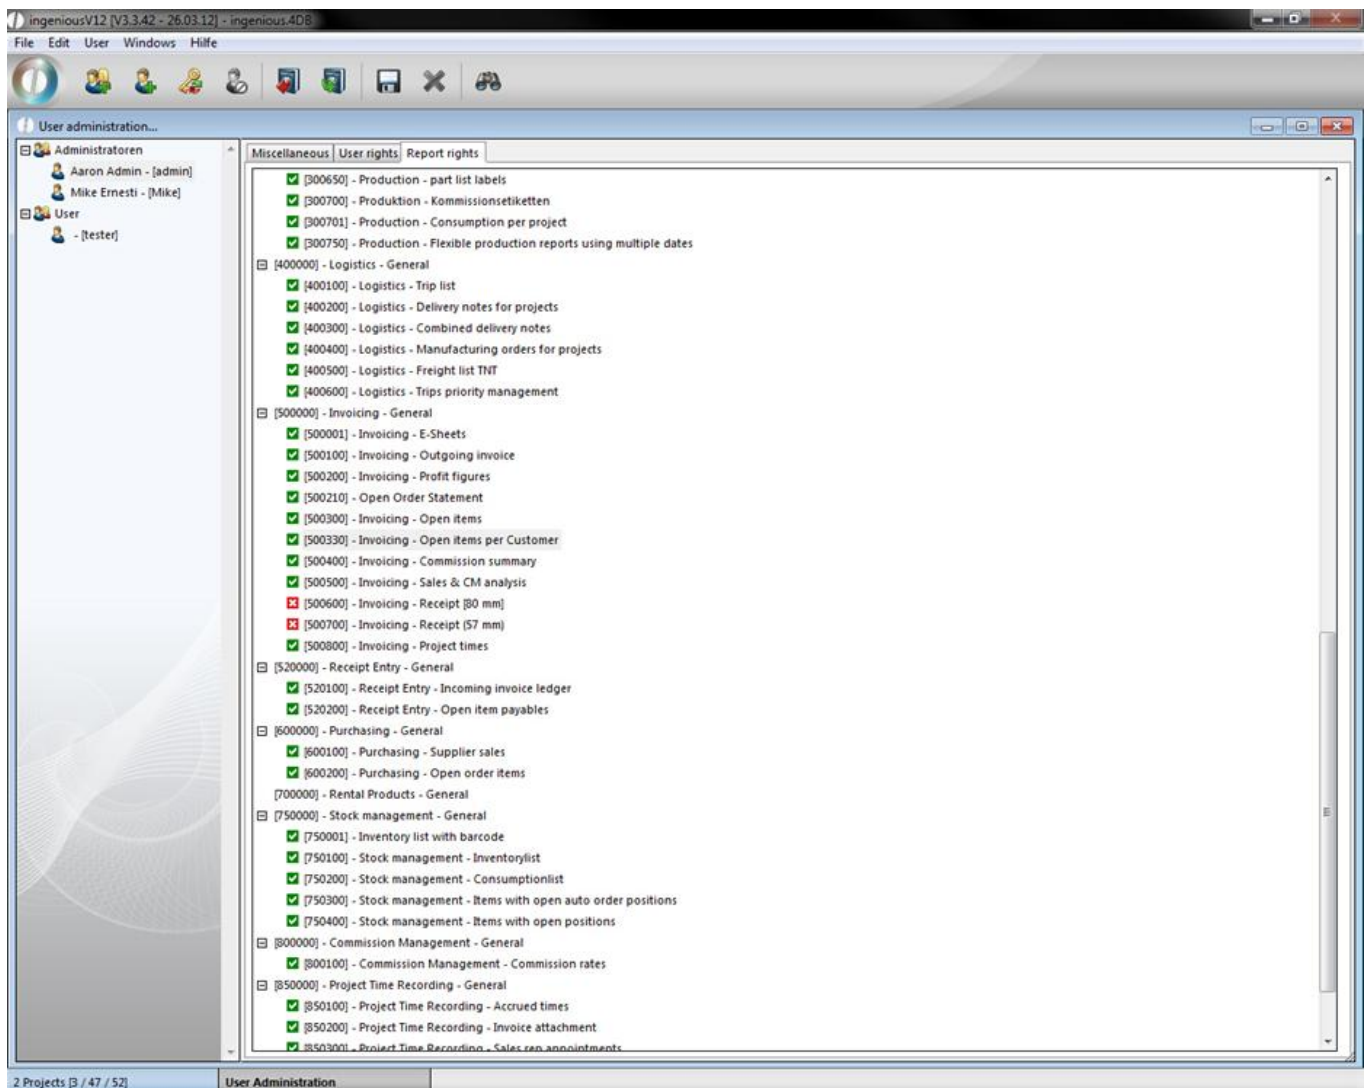 ingeniousV12 [V3.3.42 - 26.03.12] - ingenious.4DB
File Edit User Windows Hilfe
User administration...
Administratoren
Aaron Admin - [admin]
Mike Ernesti - [Mike]
User
- [tester]
Miscellaneous User rights Report rights
[300650] - Production - part list labels
[300700] - Produktion - Kommissionsetiketten
[300701] - Production - Consumption per project
[300750] - Production - Flexible production reports using multiple dates
[400000] - Logistics - General
[400100] - Logistics - Trip list
[400200] - Logistics - Delivery notes for projects
[400300] - Logistics - Combined delivery notes
[400400] - Logistics - Manufacturing orders for projects
[400500] - Logistics - Freight list TNT
[400600] - Logistics - Trips priority management
[500000] - Invoicing - General
[500001] - Invoicing - E-Sheets
[500100] - Invoicing - Outgoing invoice
[500200] - Invoicing - Profit figures
[500210] - Open Order Statement
[500300] - Invoicing - Open items
[500330] - Invoicing - Open items per Customer
[500400] - Invoicing - Commission summary
[500500] - Invoicing - Sales & CM analysis
[500600] - Invoicing - Receipt [80 mm]
[500700] - Invoicing - Receipt (57 mm)
[500800] - Invoicing - Project times
[520000] - Receipt Entry - General
[520100] - Receipt Entry - Incoming invoice ledger
[520200] - Receipt Entry - Open item payables
[600000] - Purchasing - General
[600100] - Purchasing - Supplier sales
[600200] - Purchasing - Open order items
[700000] - Rental Products - General
[750000] - Stock management - General
[750001] - Inventory list with barcode
[750100] - Stock management - Inventorylist
[750200] - Stock management - Consumptionlist
[750300] - Stock management - Items with open auto order positions
[750400] - Stock management - Items with open positions
[800000] - Commission Management - General
[800100] - Commission Management - Commission rates
[850000] - Project Time Recording - General
[850100] - Project Time Recording - Accrued times
[850200] - Project Time Recording - Invoice attachment
[850300] - Project Time Recording - Sales rep appointments
2 Projects [3 / 47 / 52]
User Administration